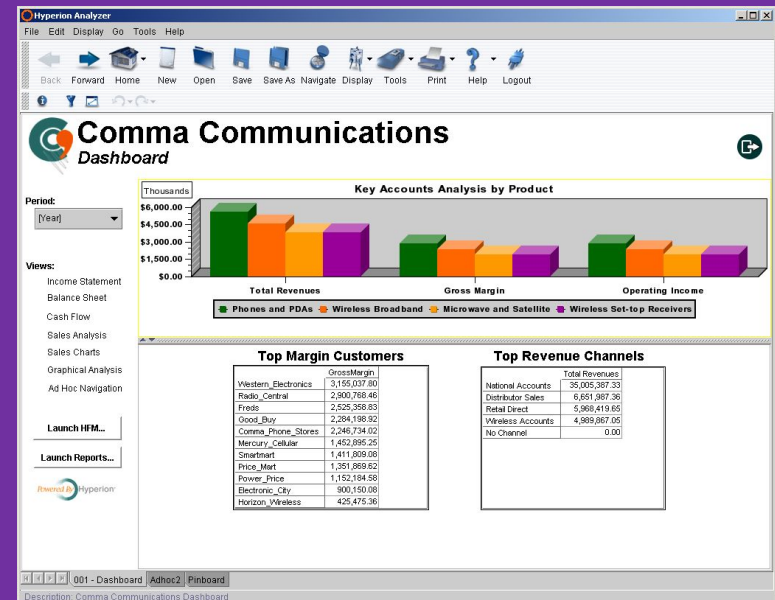 Hyperion Analyzer
File Edit Display Go Tools Help
Back Forward Home New Open Save Save As Navigate Display Tools Print Help Logout
Comma Communications
Dashboard
Period:
[Year]
Views:
Income Statement
Balance Sheet
Cash Flow
Sales Analysis
Sales Charts
Graphical Analysis
Ad Hoc Navigation
Launch HFM...
Launch Reports...
Powered By Hyperion
Thousands
Key Accounts Analysis by Product
$6,000.00
$4,500.00
$3,000.00
$1,500.00
$0.00
Total Revenues Gross Margin Operating Income
Phones and PDAs Wireless Broadband Microwave and Satellite Wireless Set-top Receivers
Top Margin Customers
GrossMargin
Western_Electronics 3,155,037.80
Radio_Central 2,900,768.46
Freds 2,525,358.83
Good_Buy 2,284,198.92
Comma_Phone_Stores 2,246,734.02
Mercury_Cellular 1,452,895.25
Smartmart 1,411,809.08
Price_Mart 1,351,869.62
Power_Price 1,152,184.58
Electronic_City 900,150.08
Horizon_Wireless 425,475.36
Top Revenue Channels
Total Revenues
National Accounts 35,005,387.33
Distributor Sales 6,651,987.36
Retail Direct 5,968,419.65
Wireless Accounts 4,989,867.05
No Channel 0.00
001 - Dashboard Adhoc2 Pinboard
Description: Comma Communications Dashboard